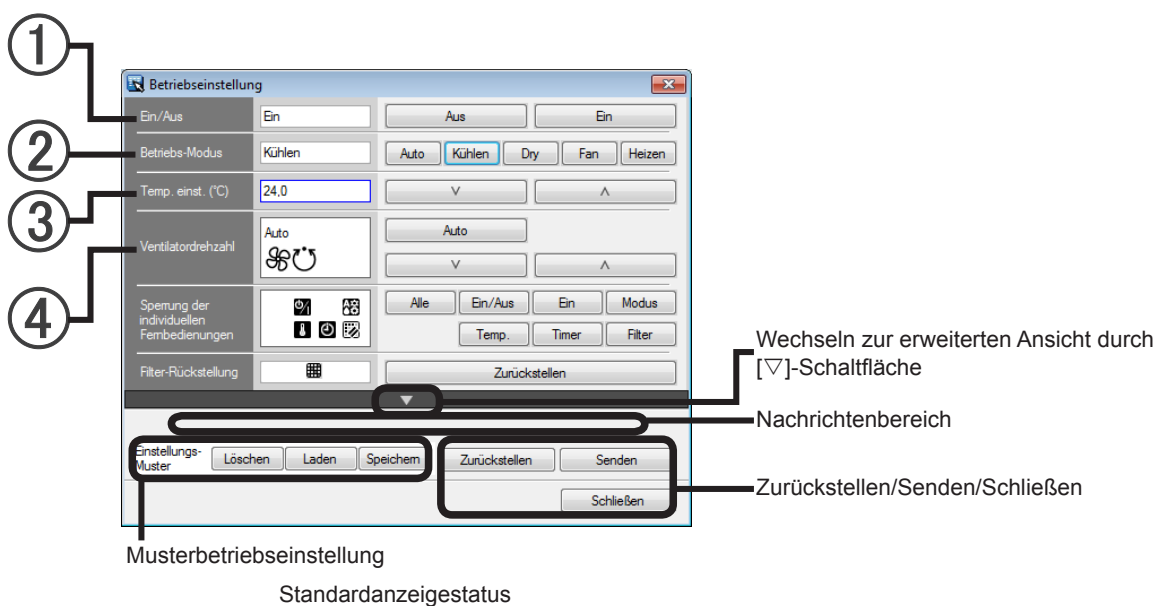 1
Betriebseinstellung
Ein/Aus Ein Aus Ein
2
Betriebs-Modus Kühlen Auto Kühlen Dry Fan Heizen
3
Temp. einst. (°C) 24,0 ∨ ∧
4
Ventilatordrehzahl Auto Auto
∨ ∧
Sperrung der
individuellen
Fernbedienungen
Alle Ein/Aus Ein Modus
Temp. Timer Filter
Filter-Rückstellung Zurückstellen
▼
Wechseln zur erweiterten Ansicht durch
[▽]-Schaltfläche
Nachrichtenbereich
Einstellungs-
Muster
Löschen Laden Speichern Zurückstellen Senden
Schließen
Zurückstellen/Senden/Schließen
Musterbetriebseinstellung
Standardanzeigestatus